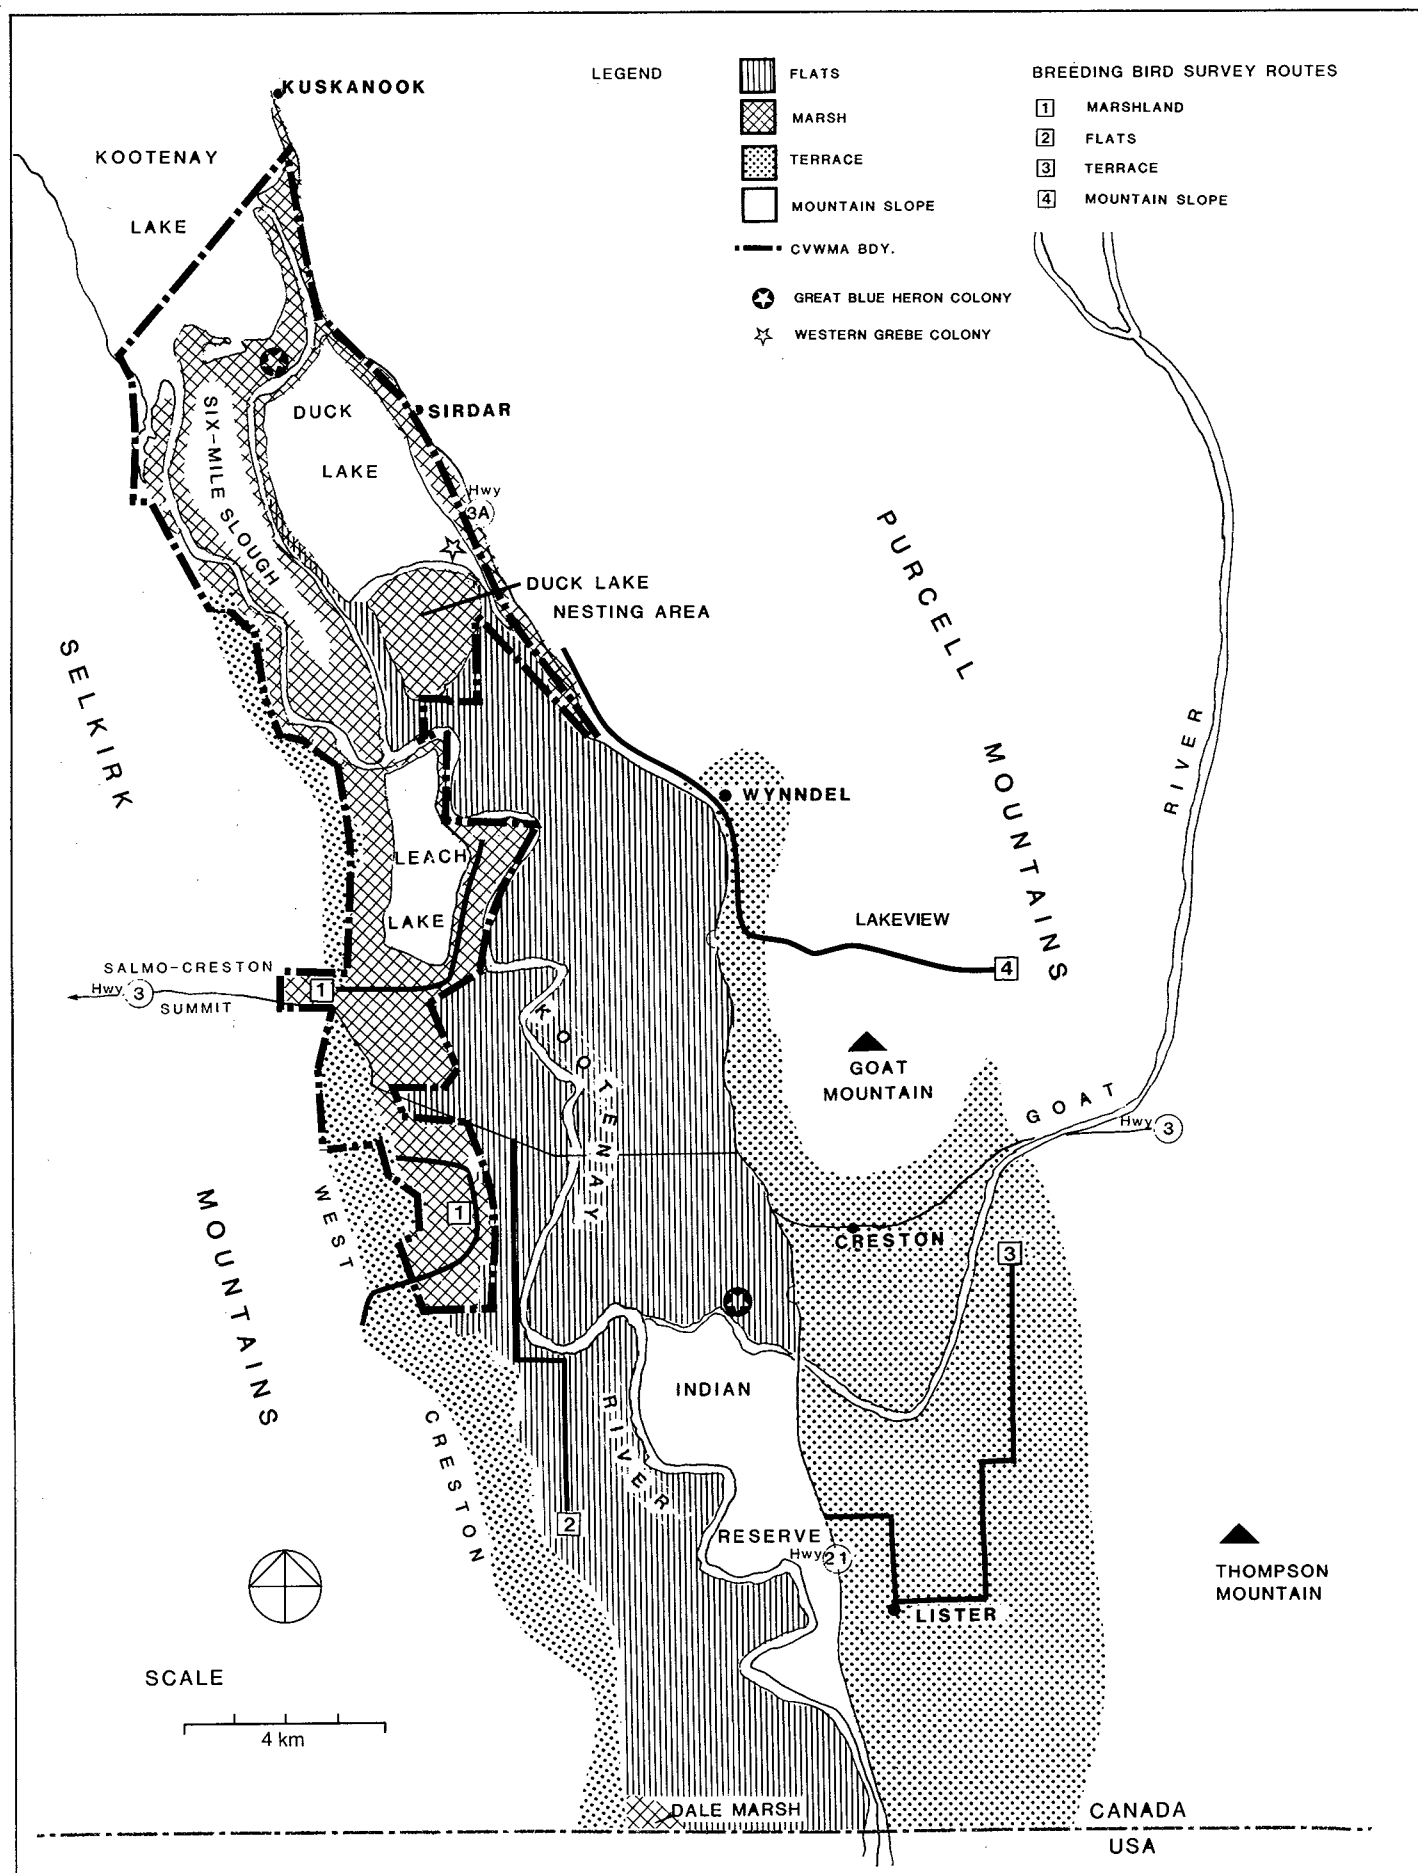 KUSKANOOK
KOOTENAY
LAKE
LEGEND
FLATS
MARSH
TERRACE
MOUNTAIN SLOPE
CVWMA BDY.
GREAT BLUE HERON COLONY
WESTERN GREBE COLONY
BREEDING BIRD SURVEY ROUTES
1 MARSHLAND
2 FLATS
3 TERRACE
4 MOUNTAIN SLOPE
DUCK
LAKE
SIRDAR
SIX-MILE SLOUGH
Hwy
3A
DUCK LAKE
NESTING AREA
PURCELL
MOUNTAINS
SELKIRK
MOUNTAINS
RIVER
WYNNDEL
LEACH
LAKE
LAKEVIEW
4
SALMO-CRESTON
Hwy 3
SUMMIT
1
KOOTENAY
GOAT
MOUNTAIN
GOAT
Hwy 3
WEST
1
CRESTON
3
INDIAN
RIVER
CRESTON
2
RESERVE
Hwy 21
LISTER
THOMPSON
MOUNTAIN
SCALE
4 km
DALE MARSH
CANADA
USA